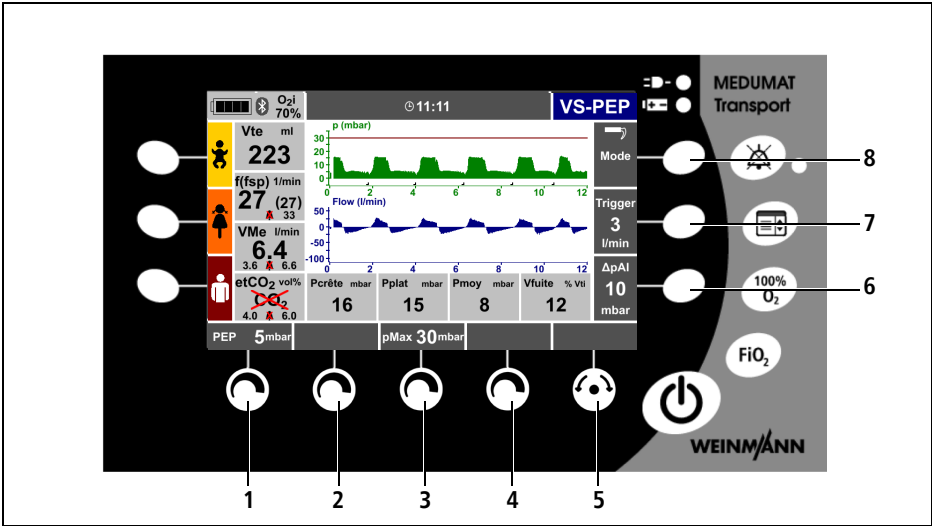 MEDUMAT
Transport
O₂i
70%
11:11
VS-PEP
Vte ml
223
f(fsp) 1/min
27 (27)
33
VMe l/min
6.4
3.6 6.6
etCO₂ vol%
CO₂
4.0 6.0
p (mbar)
30
20
10
0
0 2 4 6 8 10 12
Flow (l/min)
50
0
-50
-100
0 2 4 6 8 10 12
Pcrête mbar
16
Pplat mbar
15
Pmoy mbar
8
Vfuite % Vti
12
Mode
Trigger
3
l/min
ΔpAI
10
mbar
PEP 5mbar
pMax 30mbar
100%
O₂
FiO₂
WEINMANN
8
7
6
1 2 3 4 5